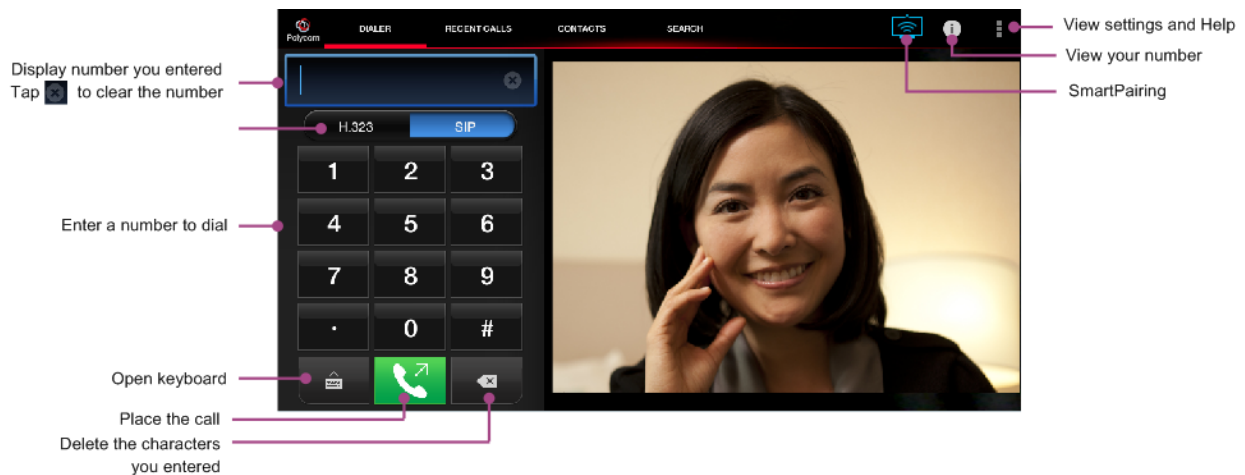 Polycom
DIALER
RECENT CALLS
CONTACTS
SEARCH
View settings and Help
View your number
SmartPairing
Display number you entered
Tap to clear the number
H.323
SIP
1 2 3
Enter a number to dial
4 5 6
7 8 9
. 0 #
Open keyboard
Place the call
Delete the characters
you entered